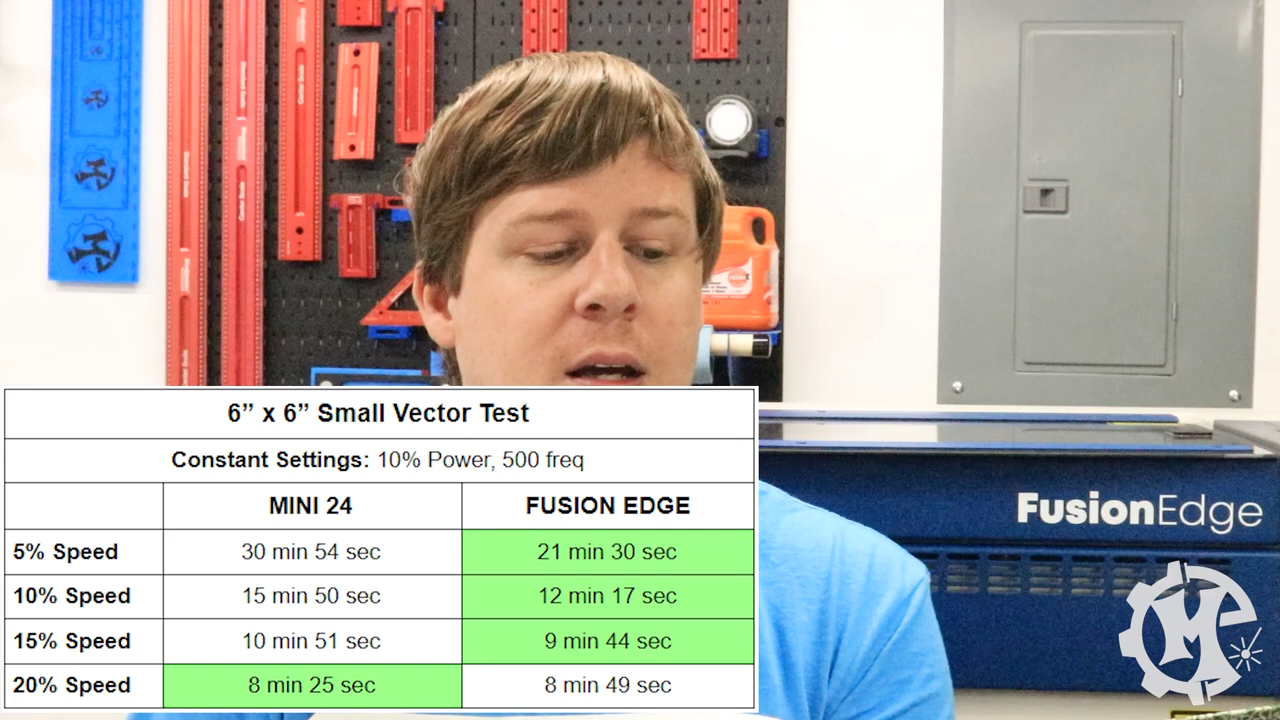 6” x 6” Small Vector Test
Constant Settings: 10% Power, 500 freq
MINI 24 FUSION EDGE
5% Speed 30 min 54 sec 21 min 30 sec
10% Speed 15 min 50 sec 12 min 17 sec
15% Speed 10 min 51 sec 9 min 44 sec
20% Speed 8 min 25 sec 8 min 49 sec
FusionEdge